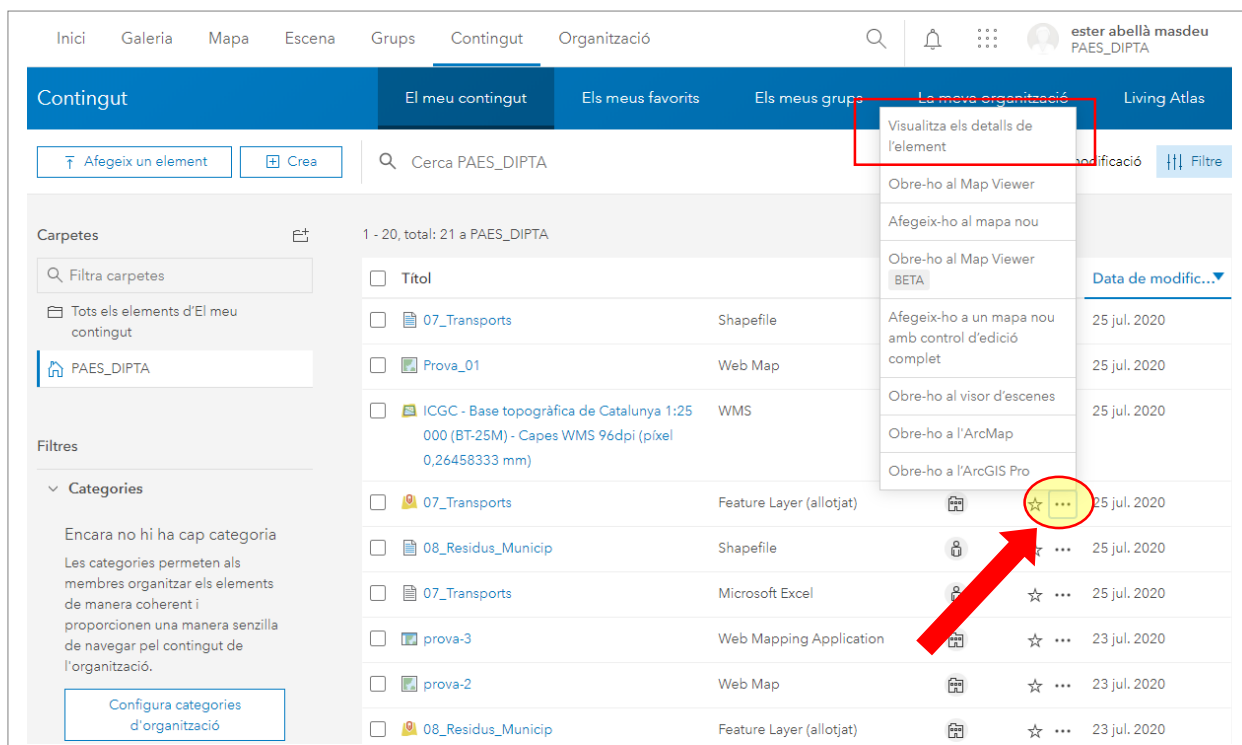 Inici Galeria Mapa Escena Grups Contingut Organització
ester abellà masdeu
PAES_DIPTA
Contingut El meu contingut Els meus favorits Els meus grups La meva organització Living Atlas
Afegeix un element Crea Cerca PAES_DIPTA modificació Filtre
Visualitza els detalls de
l'element
Obre-ho al Map Viewer
Afegeix-ho al mapa nou
Obre-ho al Map Viewer
BETA
Afegeix-ho a un mapa nou
amb control d'edició
complet
Obre-ho al visor d'escenes
Obre-ho a l'ArcMap
Obre-ho a l'ArcGIS Pro
Carpetes
Filtra carpetes
Tots els elements d'El meu
contingut
PAES_DIPTA
Filtres
Categories
Encara no hi ha cap categoria
Les categories permeten als
membres organitzar els elements
de manera coherent i
proporcionen una manera senzilla
de navegar pel contingut de
l'organització.
Configura categories
d'organització
1 - 20, total: 21 a PAES_DIPTA
Títol Data de modific...
07_Transports Shapefile 25 jul. 2020
Prova_01 Web Map 25 jul. 2020
ICGC - Base topogràfica de Catalunya 1:25 WMS 25 jul. 2020
000 (BT-25M) - Capes WMS 96dpi (píxel
0,26458333 mm)
07_Transports Feature Layer (allotjat) 25 jul. 2020
08_Residus_Municip Shapefile 25 jul. 2020
07_Transports Microsoft Excel 25 jul. 2020
prova-3 Web Mapping Application 23 jul. 2020
prova-2 Web Map 23 jul. 2020
08_Residus_Municip Feature Layer (allotjat) 23 jul. 2020